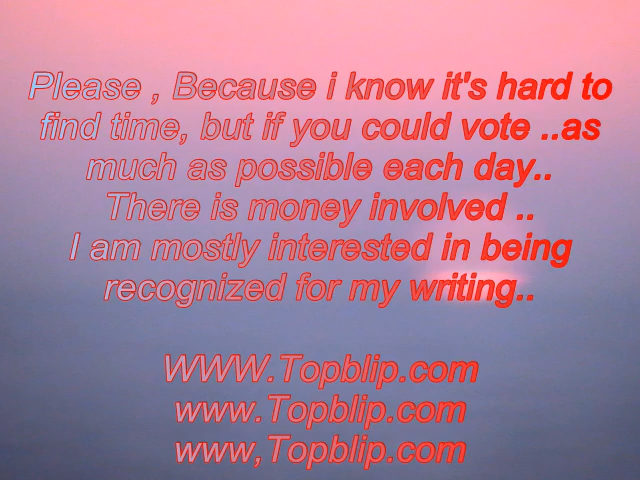 Please , Because i know it's hard to
find time, but if you could vote ..as
much as possible each day..
There is money involved ..
I am mostly interested in being
recognized for my writing..
WWW.Topblip.com
www.Topblip.com
www,Topblip.com